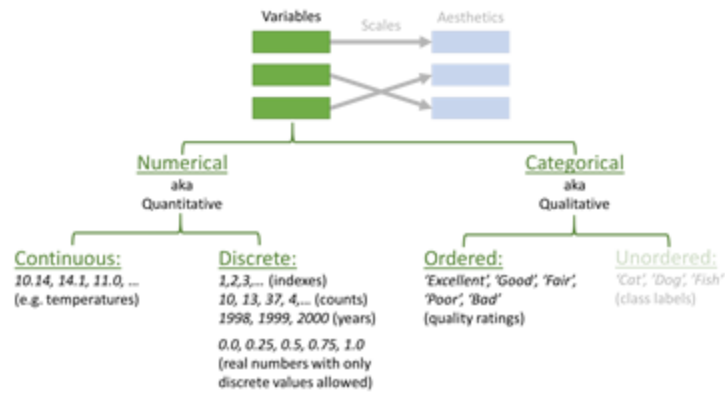 Variables
Scales
Aesthetics
Numerical
aka
Quantitative
Categorical
aka
Qualitative
Continuous:
10.14, 14.1, 11.0, ...
(e.g. temperatures)
Discrete:
1,2,3,... (indexes)
10, 13, 37, 4,... (counts)
1998, 1999, 2000 (years)
0.0, 0.25, 0.5, 0.75, 1.0
(real numbers with only
discrete values allowed)
Ordered:
‘Excellent’, ‘Good’, ‘Fair’,
‘Poor’, ‘Bad’
(quality ratings)
Unordered:
‘Cat’, ‘Dog’, ‘Fish’
(class labels)